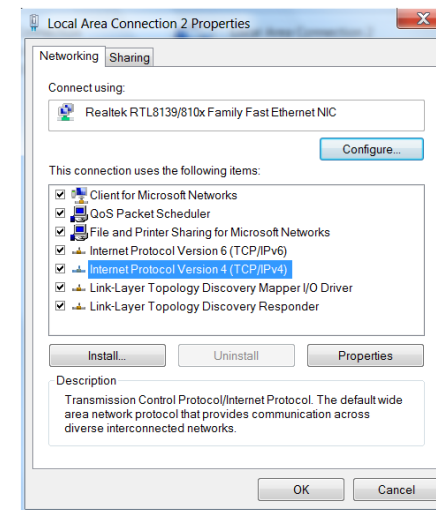 Local Area Connection 2 Properties
Networking
Sharing
Connect using:
Realtek RTL8139/810x Family Fast Ethernet NIC
Configure...
This connection uses the following items:
Client for Microsoft Networks
QoS Packet Scheduler
File and Printer Sharing for Microsoft Networks
Internet Protocol Version 6 (TCP/IPv6)
Internet Protocol Version 4 (TCP/IPv4)
Link-Layer Topology Discovery Mapper I/O Driver
Link-Layer Topology Discovery Responder
Install...
Uninstall
Properties
Description
Transmission Control Protocol/Internet Protocol. The default wide
area network protocol that provides communication across
diverse interconnected networks.
OK
Cancel